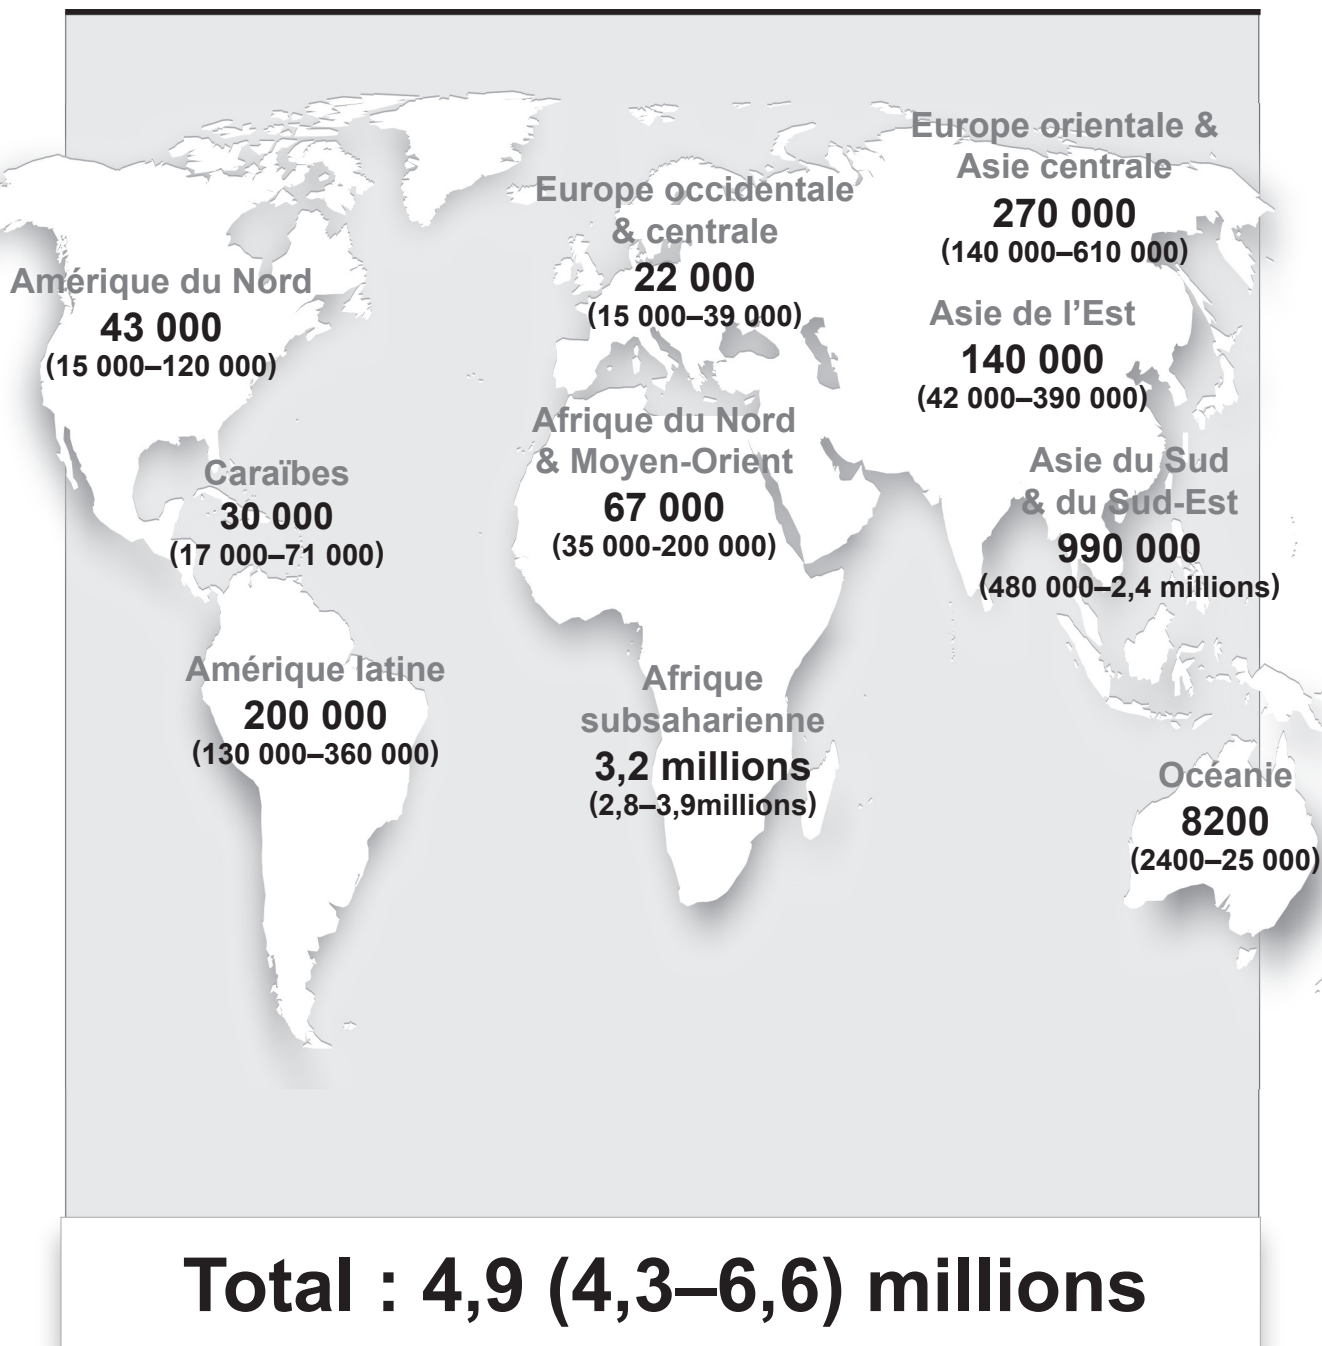 Europe orientale &
Asie centrale
270 000
(140 000–610 000)
Europe occidentale
& centrale
22 000
(15 000–39 000)
Amérique du Nord
43 000
(15 000–120 000)
Asie de l’Est
140 000
(42 000–390 000)
Afrique du Nord
& Moyen-Orient
67 000
(35 000-200 000)
Asie du Sud
& du Sud-Est
990 000
(480 000–2,4 millions)
Caraïbes
30 000
(17 000–71 000)
Amérique latine
200 000
(130 000–360 000)
Afrique
subsaharienne
3,2 millions
(2,8–3,9millions)
Océanie
8200
(2400–25 000)
Total : 4,9 (4,3–6,6) millions